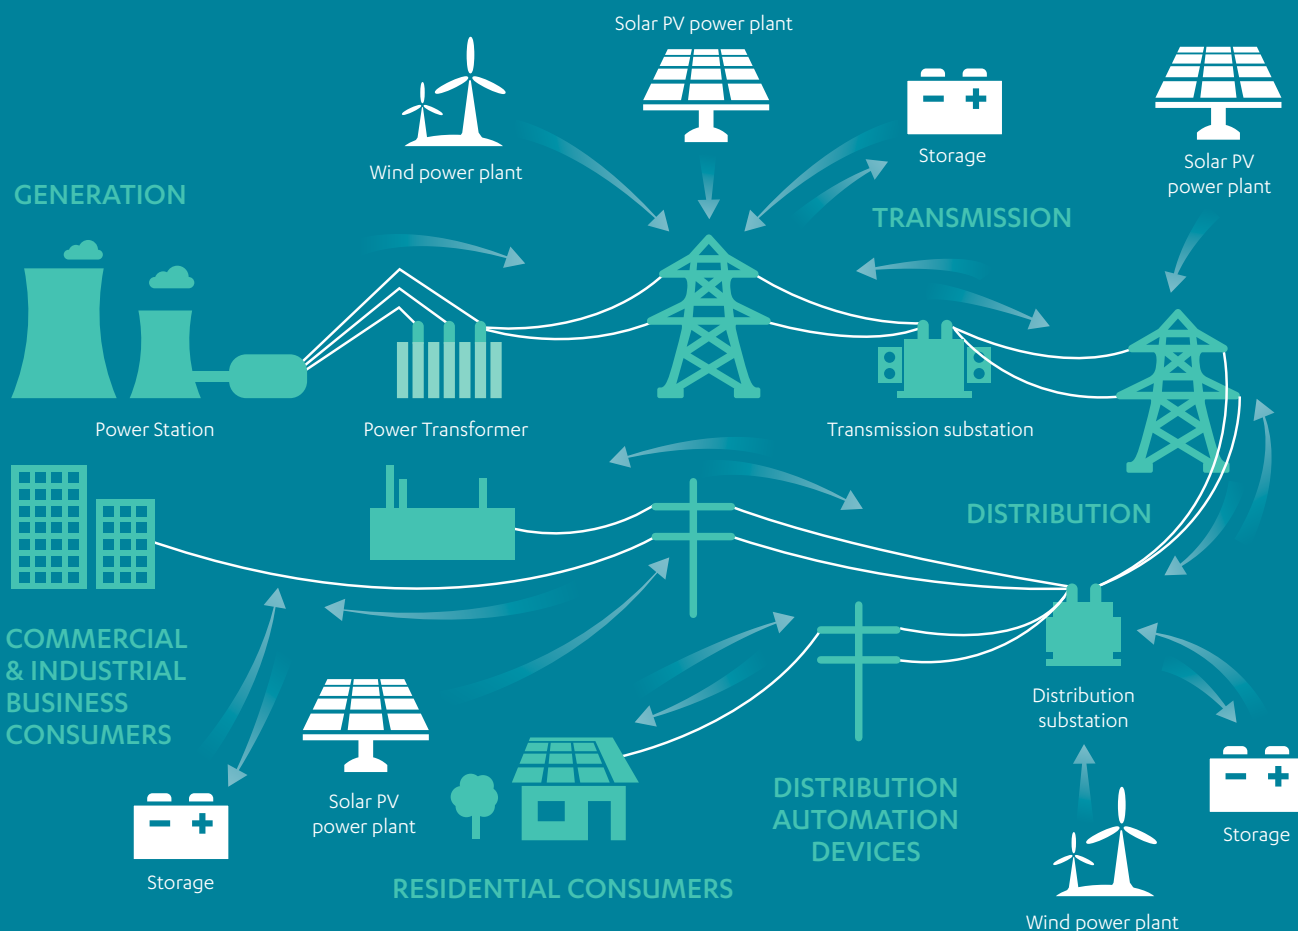 Solar PV power plant
Wind power plant
Storage
Solar PV
power plant
GENERATION
TRANSMISSION
Power Station
Power Transformer
Transmission substation
DISTRIBUTION
COMMERCIAL
& INDUSTRIAL
BUSINESS
CONSUMERS
Distribution
substation
Solar PV
power plant
DISTRIBUTION
AUTOMATION
DEVICES
Storage
Storage
RESIDENTIAL CONSUMERS
Wind power plant